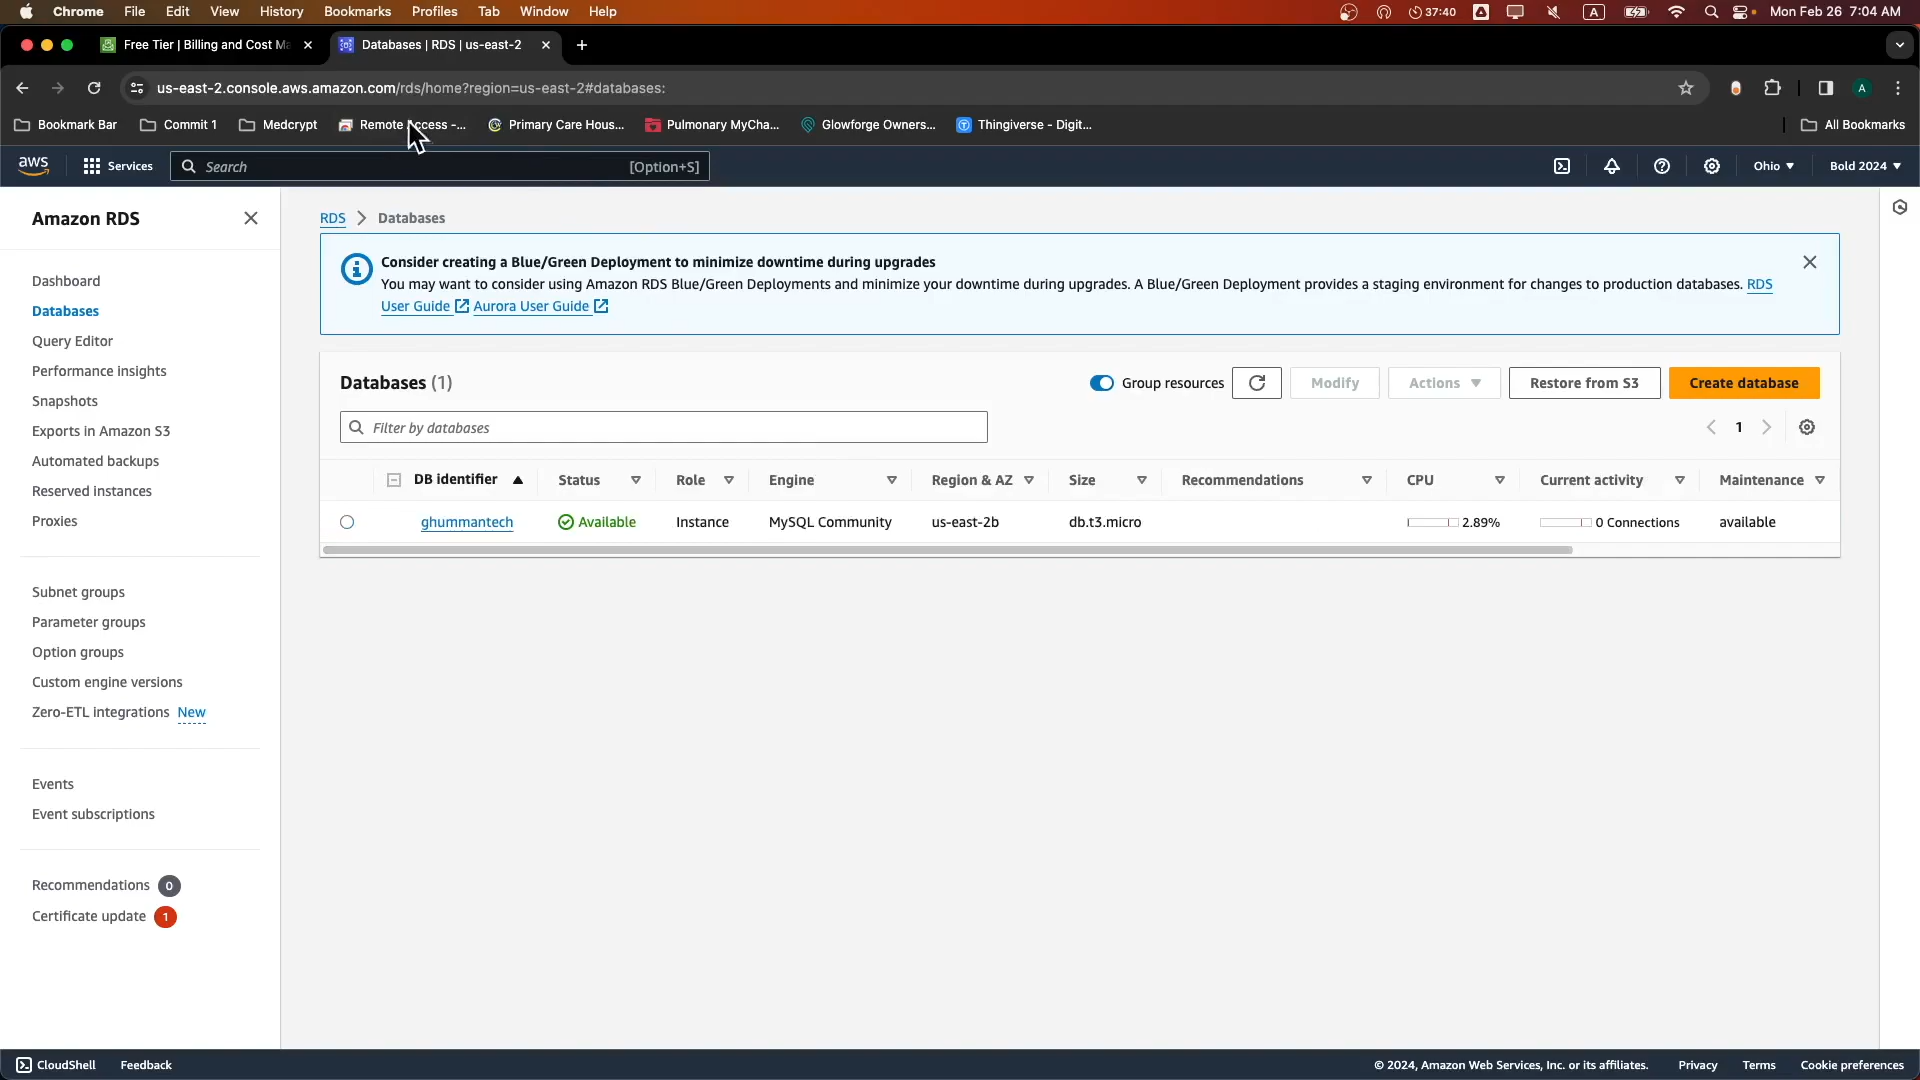 Chrome File Edit View History Bookmarks Profiles Tab Window Help 37:40 A Mon Feb 26 7:04 AM
Free Tier | Billing and Cost Ma Databases | RDS | us-east-2
us-east-2.console.aws.amazon.com/rds/home?region=us-east-2#databases: A
Bookmark Bar Commit 1 Medcrypt Remote Access -... Primary Care Hous... Pulmonary MyCha... Glowforge Owners... Thingiverse - Digit... All Bookmarks
aws Services Search [Option+S] Ohio Bold 2024
Amazon RDS
Dashboard
Databases
Query Editor
Performance insights
Snapshots
Exports in Amazon S3
Automated backups
Reserved instances
Proxies
Subnet groups
Parameter groups
Option groups
Custom engine versions
Zero-ETL integrations New
Events
Event subscriptions
Recommendations 0
Certificate update 1
RDS Databases
Consider creating a Blue/Green Deployment to minimize downtime during upgrades
You may want to consider using Amazon RDS Blue/Green Deployments and minimize your downtime during upgrades. A Blue/Green Deployment provides a staging environment for changes to production databases. RDS
User Guide Aurora User Guide
Databases (1) Group resources Modify Actions Restore from S3 Create database
Filter by databases 1
DB identifier Status Role Engine Region & AZ Size Recommendations CPU Current activity Maintenance
ghummantech Available Instance MySQL Community us-east-2b db.t3.micro 2.89% 0 Connections available
CloudShell Feedback © 2024, Amazon Web Services, Inc. or its affiliates. Privacy Terms Cookie preferences